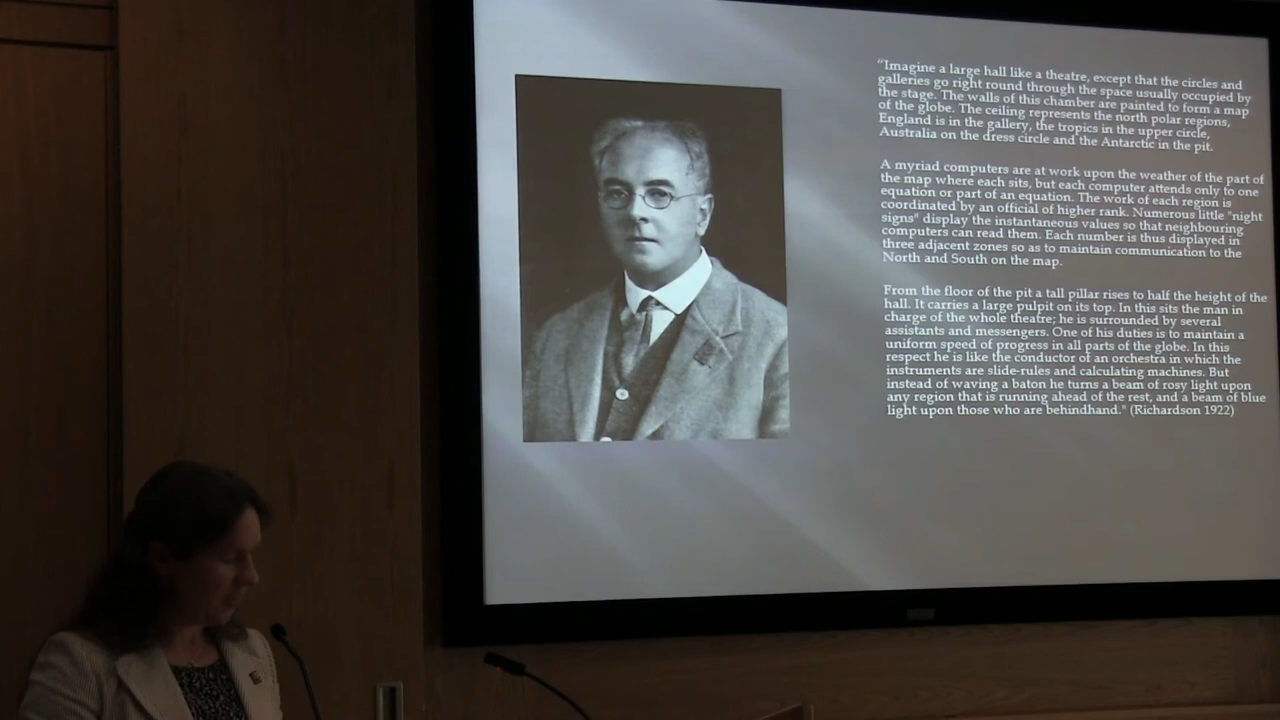 “Imagine a large hall like a theatre, except that the circles and
galleries go right round through the space usually occupied by
the stage. The walls of this chamber are painted to form a map
of the globe. The ceiling represents the north polar regions,
England is in the gallery, the tropics in the upper circle,
Australia on the dress circle and the Antarctic in the pit.
A myriad computers are at work upon the weather of the part of
the map where each sits, but each computer attends only to one
equation or part of an equation. The work of each region is
coordinated by an official of higher rank. Numerous little "night
signs" display the instantaneous values so that neighbouring
computers can read them. Each number is thus displayed in
three adjacent zones so as to maintain communication to the
North and South on the map.
From the floor of the pit a tall pillar rises to half the height of the
hall. It carries a large pulpit on its top. In this sits the man in
charge of the whole theatre; he is surrounded by several
assistants and messengers. One of his duties is to maintain a
uniform speed of progress in all parts of the globe. In this
respect he is like the conductor of an orchestra in which the
instruments are slide-rules and calculating machines. But
instead of waving a baton he turns a beam of rosy light upon
any region that is running ahead of the rest, and a beam of blue
light upon those who are behindhand." (Richardson 1922)